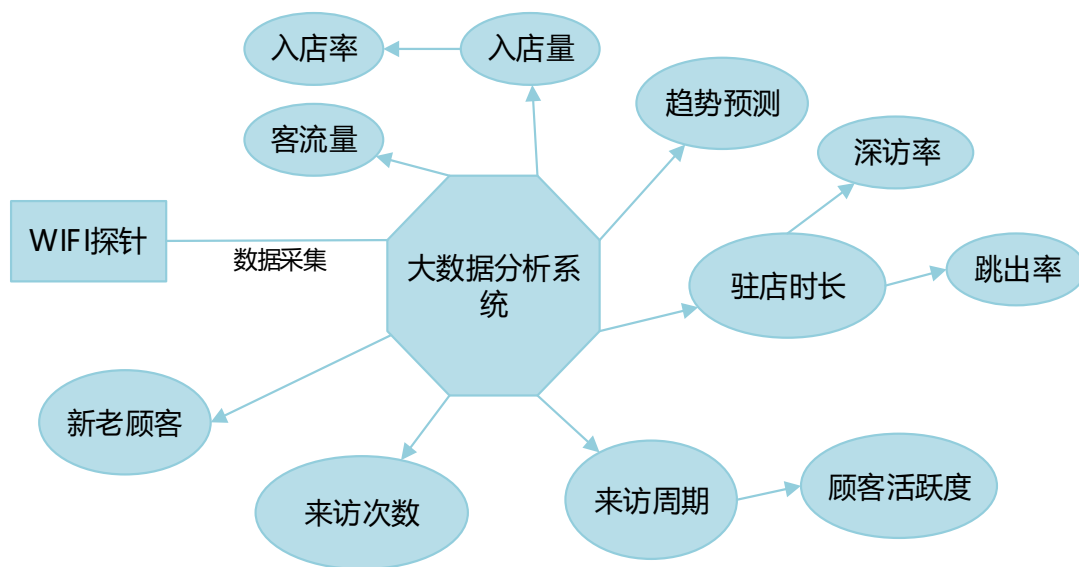 入店率
入店量
趋势预测
客流量
深访率
WIFI探针
数据采集
大数据分析系
统
驻店时长
跳出率
新老顾客
来访次数
来访周期
顾客活跃度